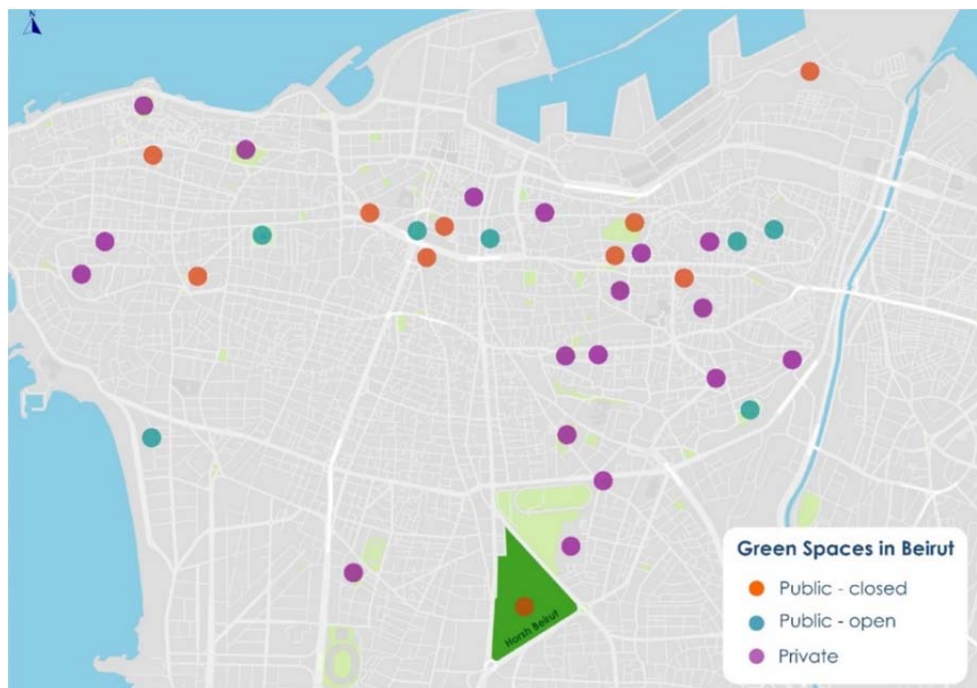 N
Horsh Beirut
Green Spaces in Beirut
Public - closed
Public - open
Private